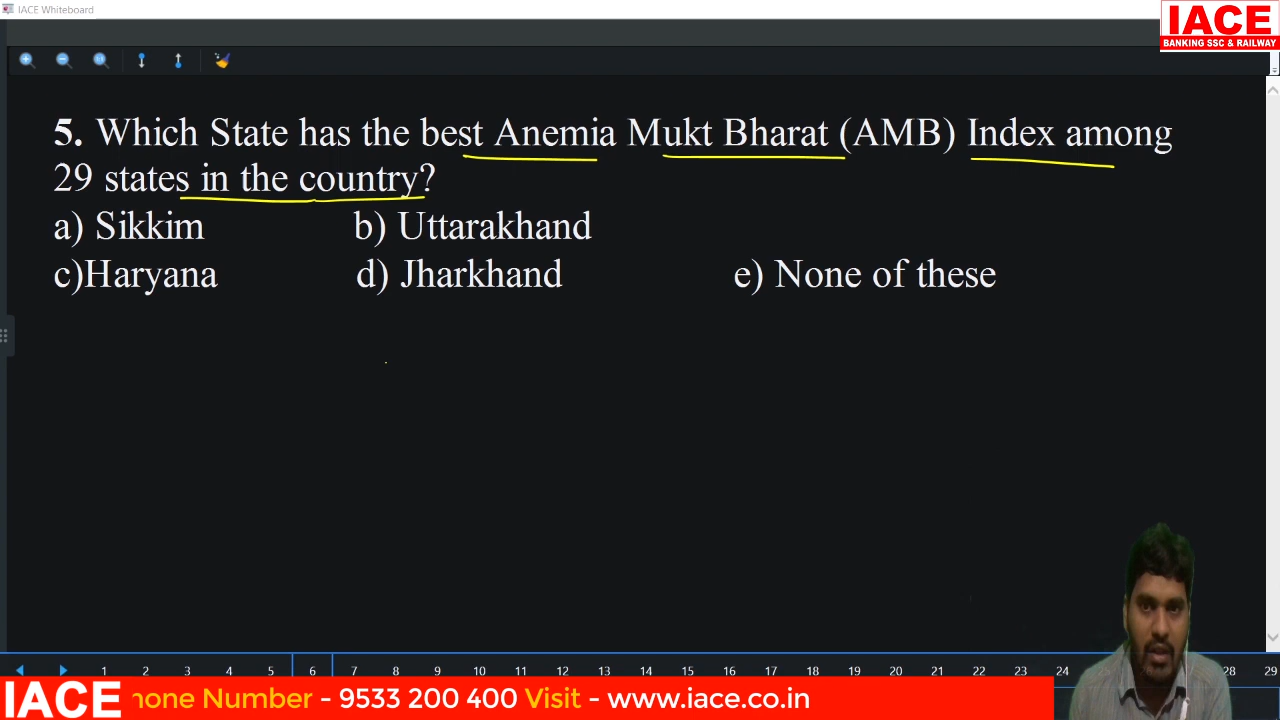 IACE Whiteboard
IACE
BANKING SSC & RAILWAY
5. Which State has the best Anemia Mukt Bharat (AMB) Index among
29 states in the country?
a) Sikkim b) Uttarakhand
c)Haryana d) Jharkhand e) None of these
1 2 3 4 5 6 7 8 9 10 11 12 13 14 15 16 17 18 19 20 21 22 23 24 28 29
IACE hone Number - 9533 200 400 Visit - www.iace.co.in